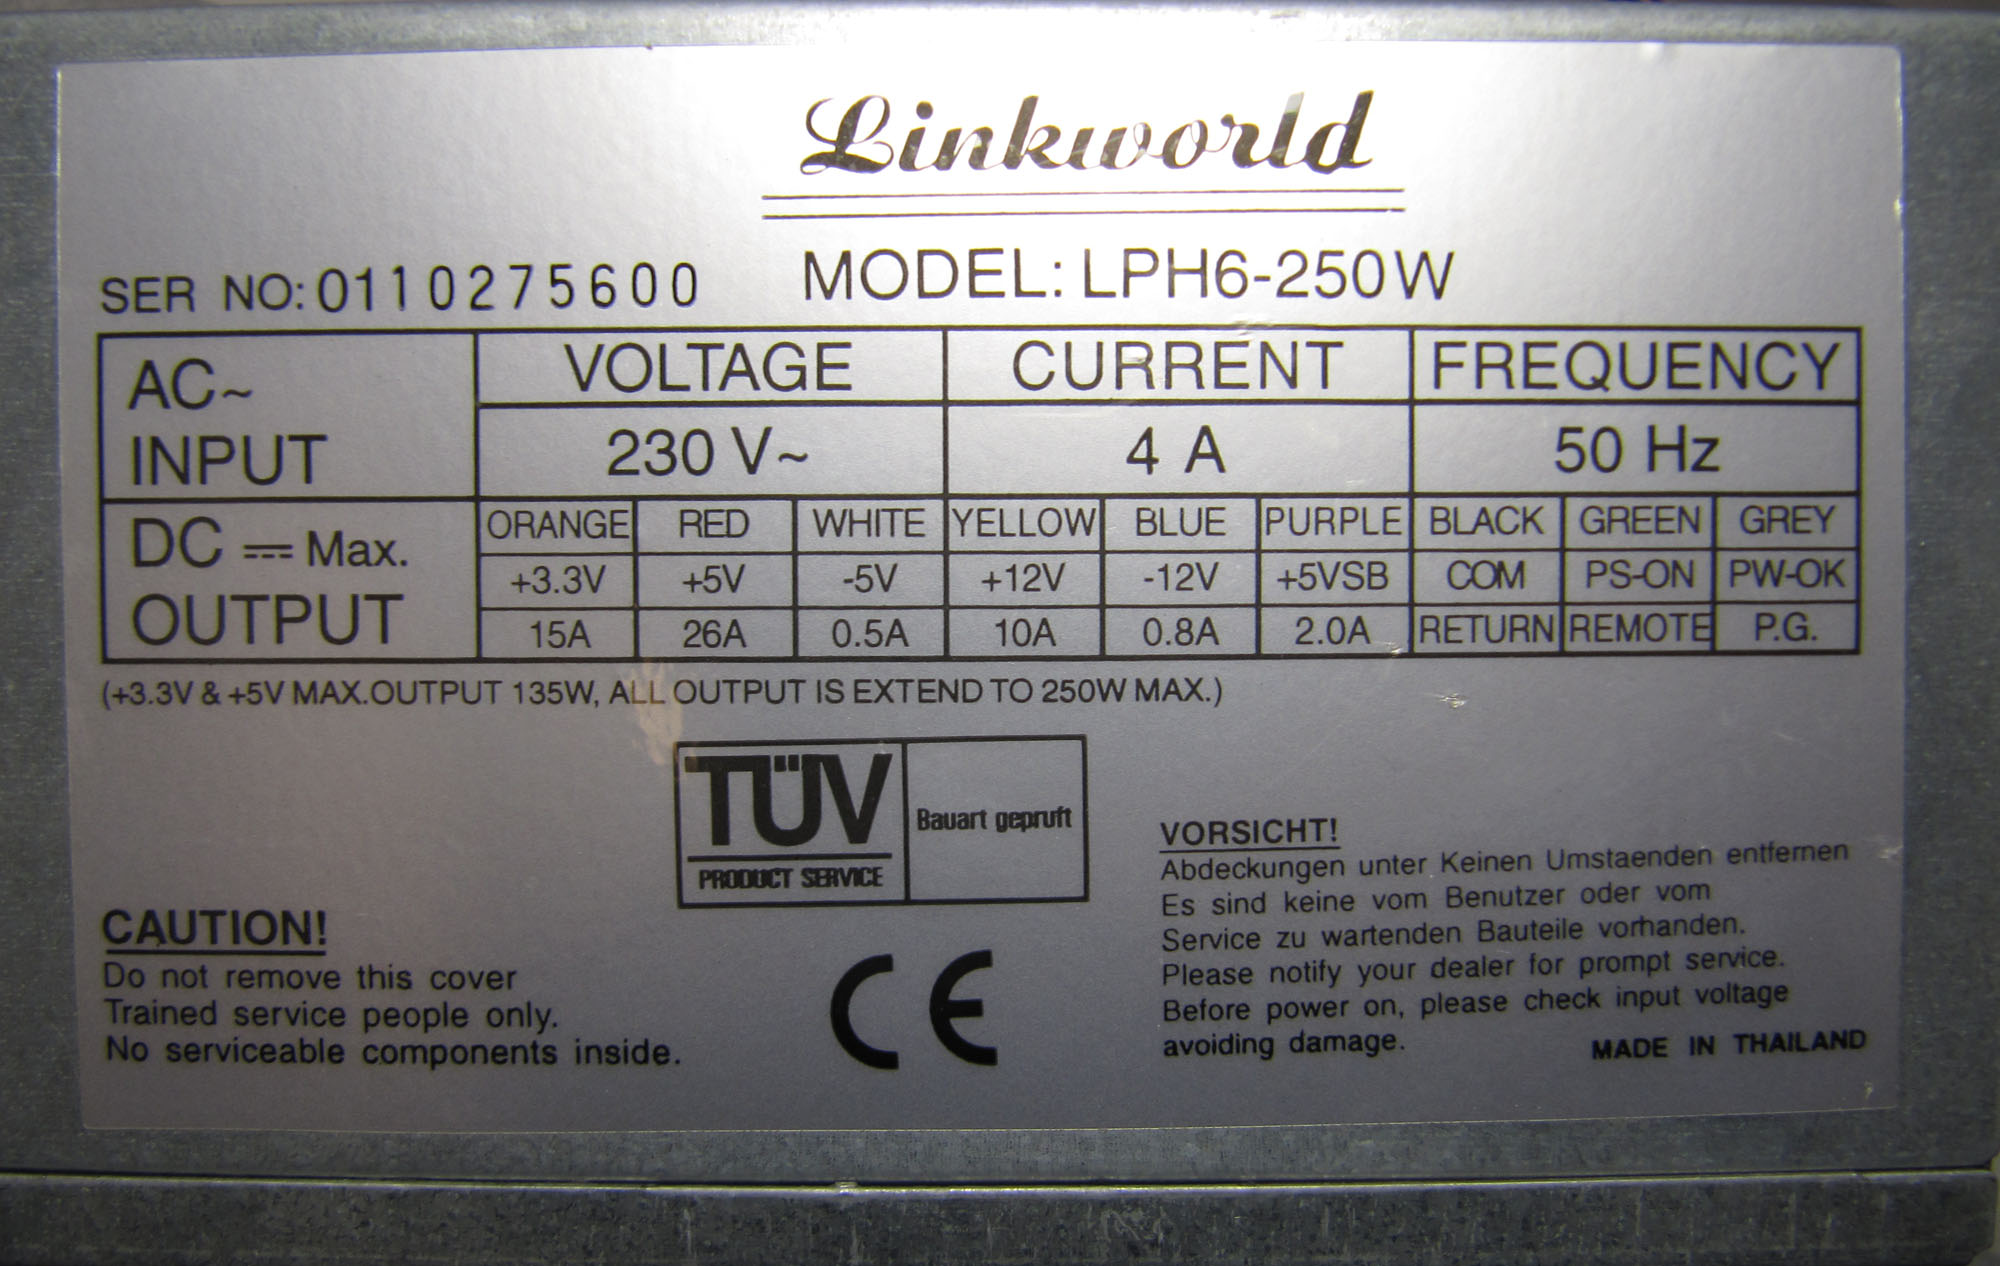 Linkworld
SER NO: 0110275600 MODEL: LPH6-250W
AC~ INPUT
VOLTAGE CURRENT FREQUENCY
230 V~ 4 A 50 Hz
DC ⎓ Max. OUTPUT
ORANGE RED WHITE YELLOW BLUE PURPLE BLACK GREEN GREY
+3.3V +5V -5V +12V -12V +5VSB COM PS-ON PW-OK
15A 26A 0.5A 10A 0.8A 2.0A RETURN REMOTE P.G.
(+3.3V & +5V MAX.OUTPUT 135W, ALL OUTPUT IS EXTEND TO 250W MAX.)
TÜV
PRODUCT SERVICE
Bauart gepruft
CAUTION!
Do not remove this cover
Trained service people only.
No serviceable components inside.
CE
VORSICHT!
Abdeckungen unter Keinen Umstaenden entfernen
Es sind keine vom Benutzer oder vom
Service zu wartenden Bauteile vorhanden.
Please notify your dealer for prompt service.
Before power on, please check input voltage
avoiding damage.
MADE IN THAILAND